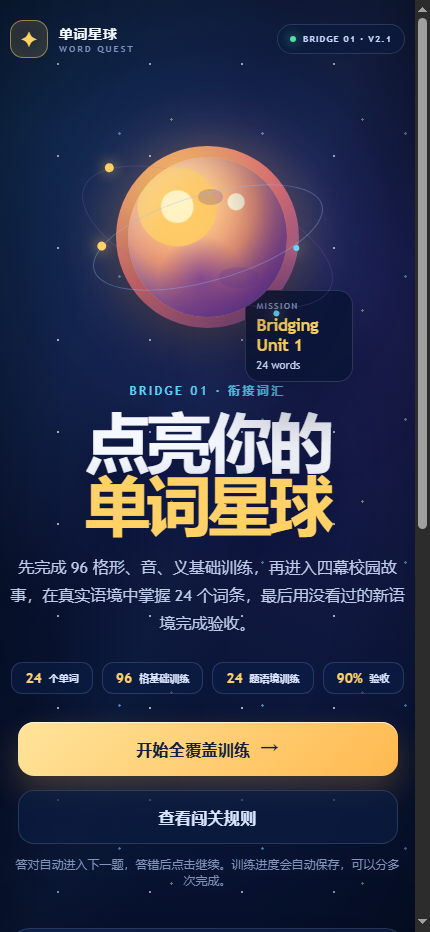 单词星球
WORD QUEST
BRIDGE 01 · V2.1
MISSION
Bridging
Unit 1
24 words
BRIDGE 01 · 衔接词汇
点亮你的
单词星球
先完成 96 格形、音、义基础训练，再进入四幕校园故
事，在真实语境中掌握 24 个词条，最后用没看过的新语
境完成验收。
24 个单词
96 格基础训练
24 题语境训练
90% 验收
开始全覆盖训练 →
查看闯关规则
答对自动进入下一题，答错后点击继续。训练进度会自动保存，可以分多
次完成。